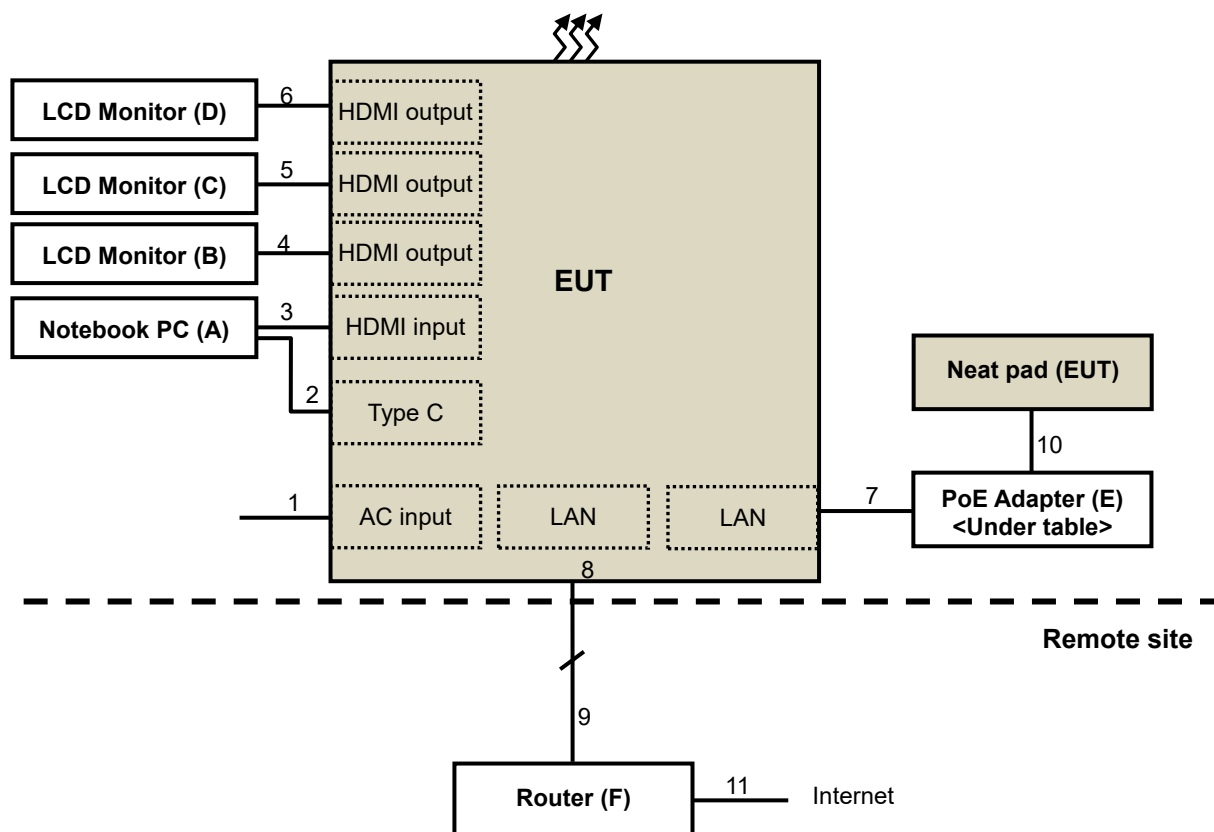 LCD Monitor (D)
6
HDMI output
LCD Monitor (C)
5
HDMI output
LCD Monitor (B)
4
HDMI output
EUT
Notebook PC (A)
3
HDMI input
2
Type C
Neat pad (EUT)
10
1
AC input
LAN
LAN
7
PoE Adapter (E)
<Under table>
8
Remote site
9
Router (F)
11
Internet